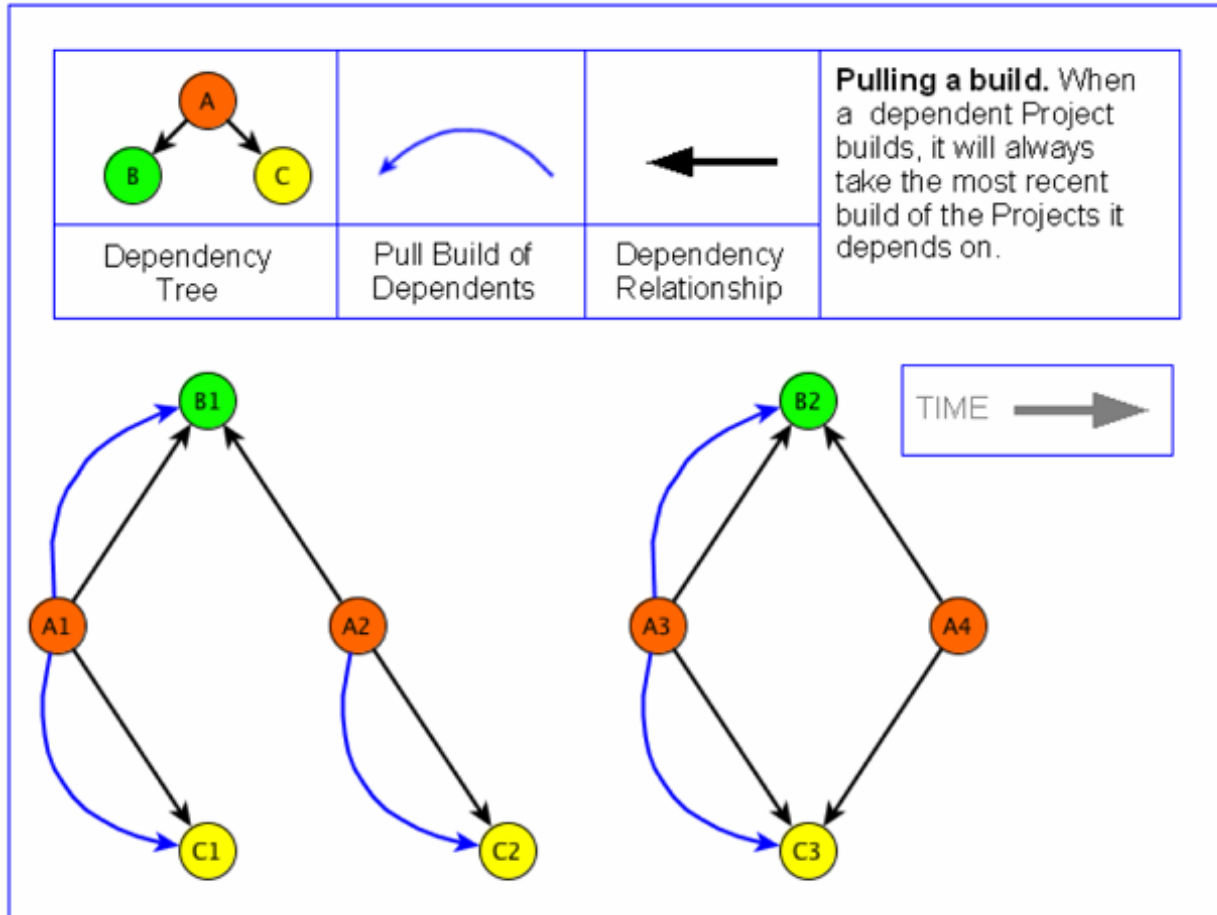 A
B
C
Dependency
Tree
Pull Build of
Dependents
Dependency
Relationship
Pulling a build. When
a dependent Project
builds, it will always
take the most recent
build of the Projects it
depends on.
B1
B2
TIME
A1
A2
A3
A4
C1
C2
C3